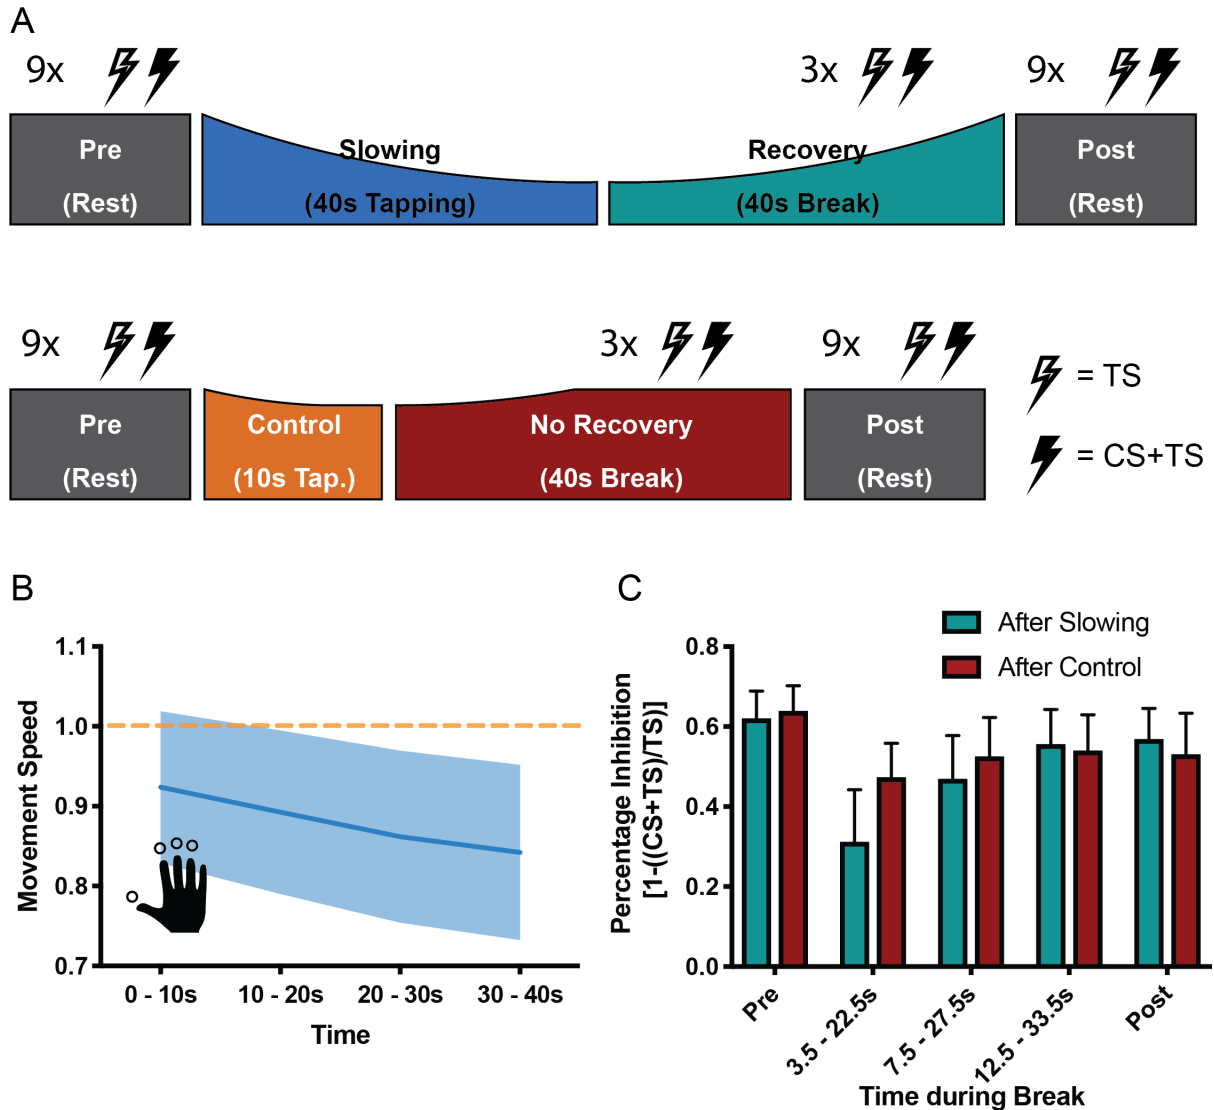 A
9x
3x
9x
Pre
(Rest)
Slowing
(40s Tapping)
Recovery
(40s Break)
Post
(Rest)
9x
3x
9x
Pre
(Rest)
Control
(10s Tap.)
No Recovery
(40s Break)
Post
(Rest)
= TS
= CS+TS
B
Movement Speed
1.1
1.0
0.9
0.8
0.7
0 - 10s
10 - 20s
20 - 30s
30 - 40s
Time
C
After Slowing
After Control
Percentage Inhibition
[1-((CS+TS)/TS)]
0.8
0.6
0.4
0.2
0.0
Pre
3.5 - 22.5s
7.5 - 27.5s
12.5 - 33.5s
Post
Time during Break